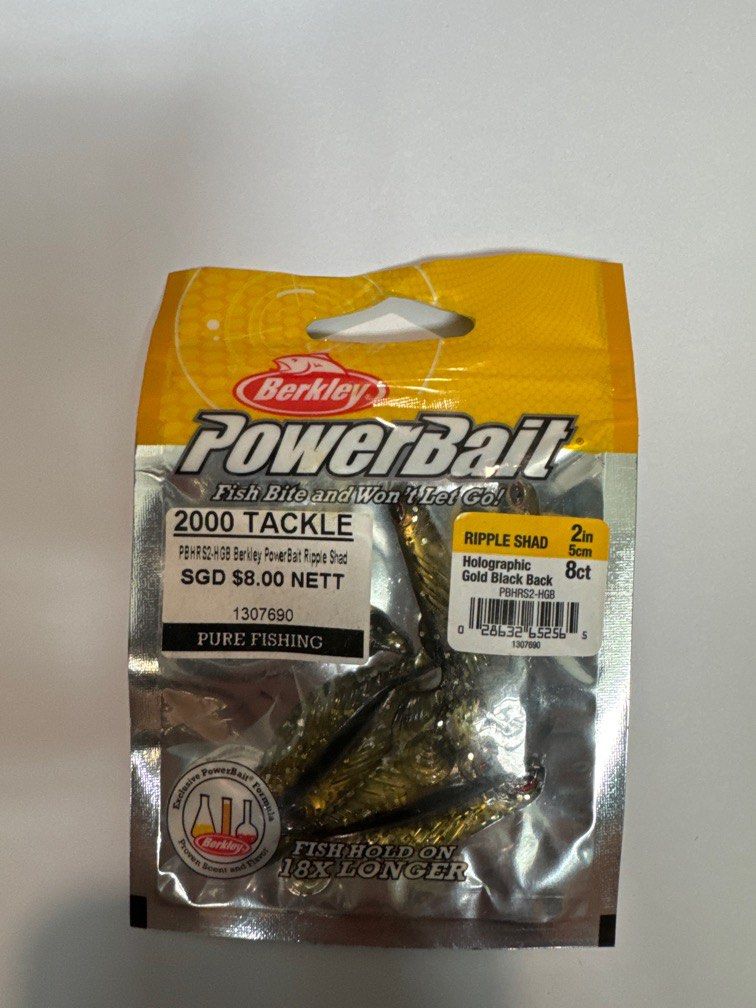 Berkley
PowerBait
Fish Bite and Won't Let Go!
2000 TACKLE
PBHRS2-HGB Berkley PowerBait Ripple Shad
SGD $8.00 NETT
1307690
PURE FISHING
RIPPLE SHAD 2in
5cm
Holographic
Gold Black Back 8ct
PBHRS2-HGB
0 28632 65256 5
1307690
Exclusive PowerBait® Formula
Berkley
Proven Scent and Flavor
FISH HOLD ON
18X LONGER